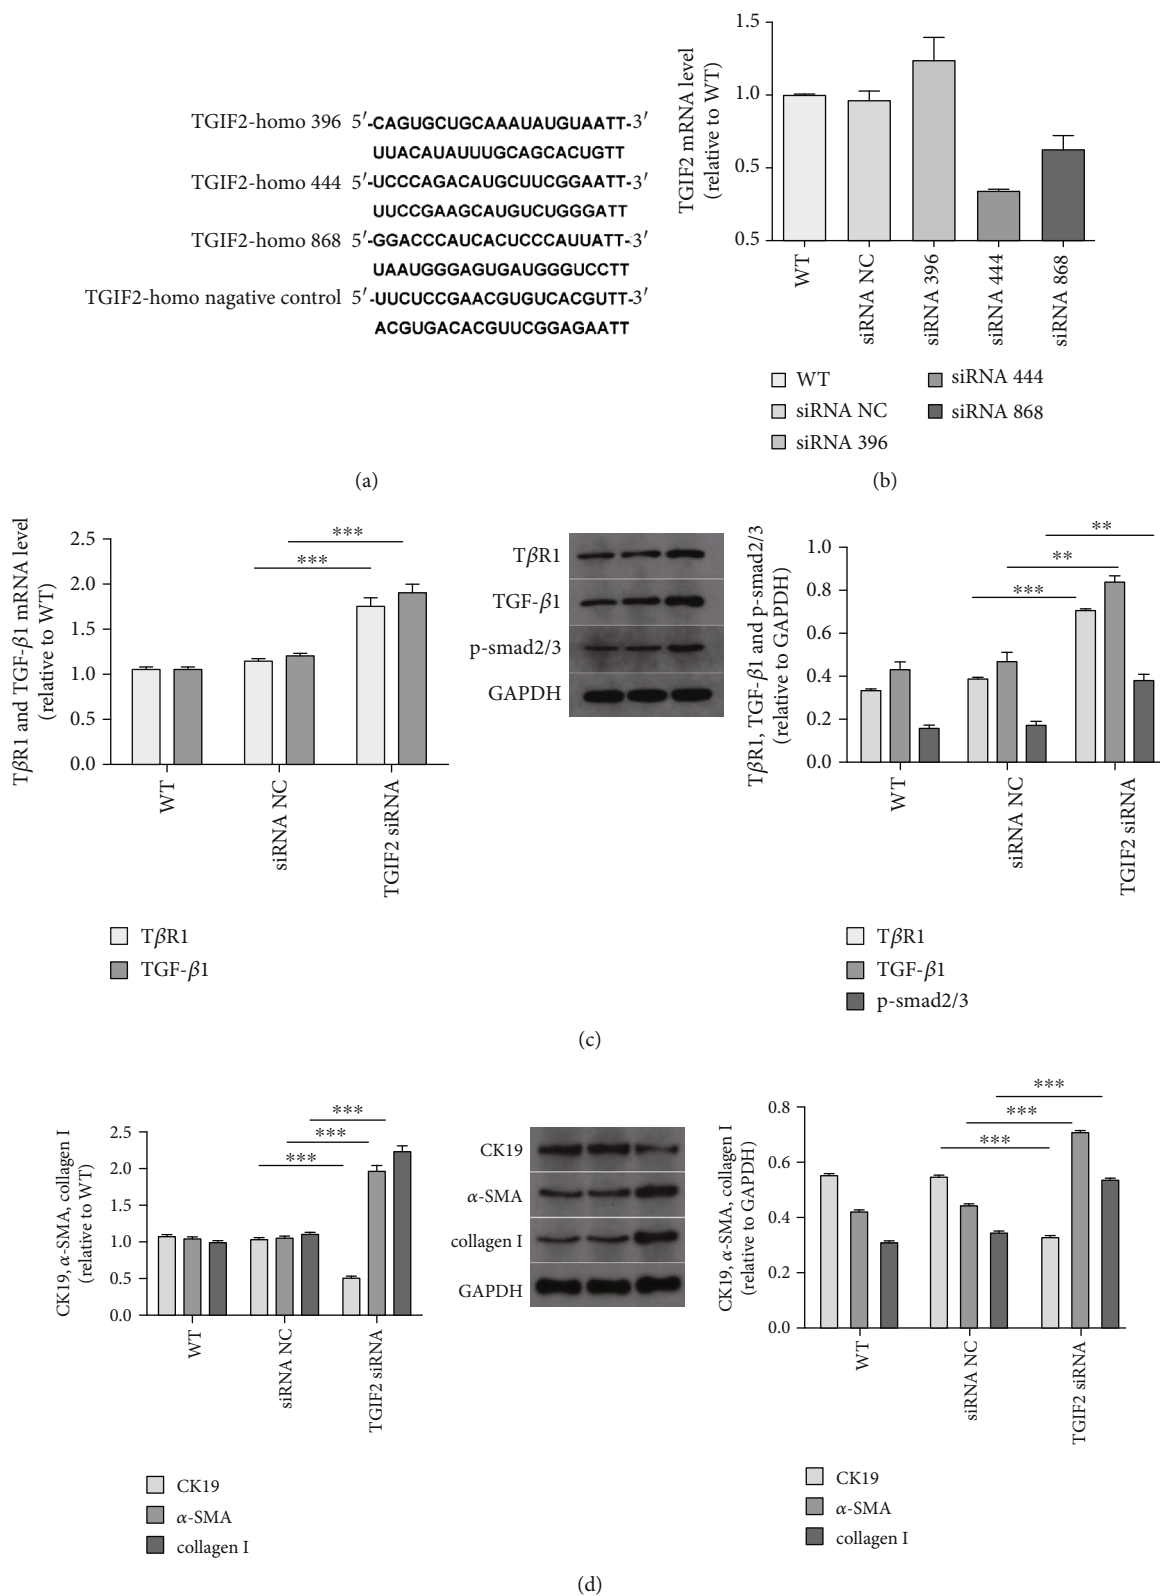 TGIF2-homo 396 5′-CAGUGCUGCAAAUAUGUAATT-3′
UUACAUAUUUGCAGCACUGTT
TGIF2-homo 444 5′-UCCCAGACAUGCUUCGGAATT-3′
UUCCGAAGCAUGUCUGGGATT
TGIF2-homo 868 5′-GGACCCAUCACUCCCAUUATT-3′
UAAUGGGAGUGAUGGGUCCTT
TGIF2-homo nagative control 5′-UUCUCCGAACGUGUCACGUTT-3′
ACGUGACACGUUCGGAGAATT
(a)
TGIF2 mRNA level
(relative to WT)
1.5
1.0
0.5
0.5
WT
siRNA NC
siRNA 396
siRNA 444
siRNA 868
WT
siRNA NC
siRNA 396
siRNA 444
siRNA 868
(b)
TβR1 and TGF-β1 mRNA level
(relative to WT)
2.5
2.0
1.5
1.0
0.5
0.0
***
***
WT
siRNA NC
TGIF2 siRNA
TβR1
TGF-β1
TβR1
TGF-β1
p-smad2/3
GAPDH
TβR1, TGF-β1 and p-smad2/3
(relative to GAPDH)
1.0
0.8
0.6
0.4
0.2
0.0
**
**
***
WT
siRNA NC
TGIF2 siRNA
TβR1
TGF-β1
p-smad2/3
(c)
CK19, α-SMA, collagen I
(relative to WT)
2.5
2.0
1.5
1.0
0.5
0.0
***
***
***
WT
siRNA NC
TGIF2 siRNA
CK19
α-SMA
collagen I
CK19
α-SMA
collagen I
GAPDH
CK19, α-SMA, collagen I
(relative to GAPDH)
0.8
0.6
0.4
0.2
0.0
***
***
***
WT
siRNA NC
TGIF2 siRNA
CK19
α-SMA
collagen I
(d)